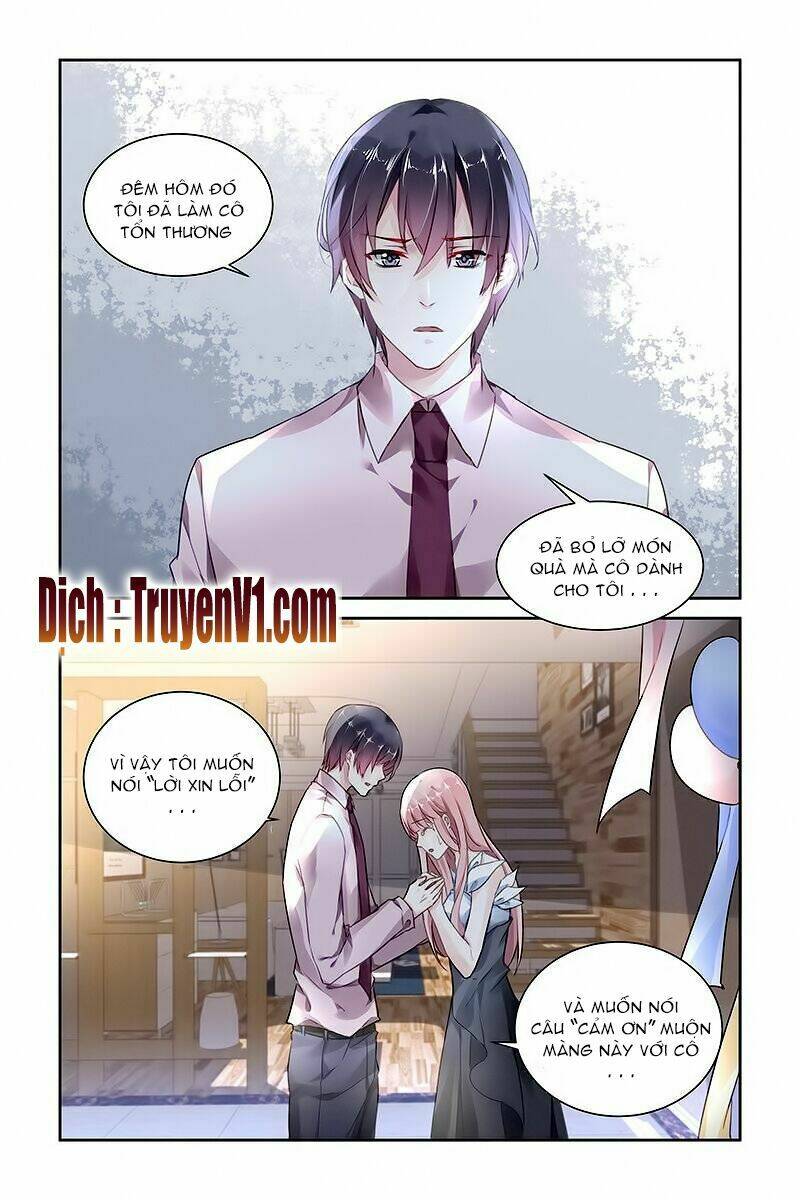 ĐÊM HÔM ĐÓ
TÔI ĐÃ LÀM CÔ
TỔN THƯƠNG
ĐÃ BỎ LỠ MÓN
QUÀ MÀ CÔ DÀNH
CHO TÔI . . .
Dịch : TruyenV1.com
VÌ VẬY TÔI MUỐN
NÓI "LỜI XIN LỖI"
. . .
VÀ MUỐN NÓI
CÂU "CẢM ƠN" MUỘN
MÀNG NÀY VỚI CÔ
. . .